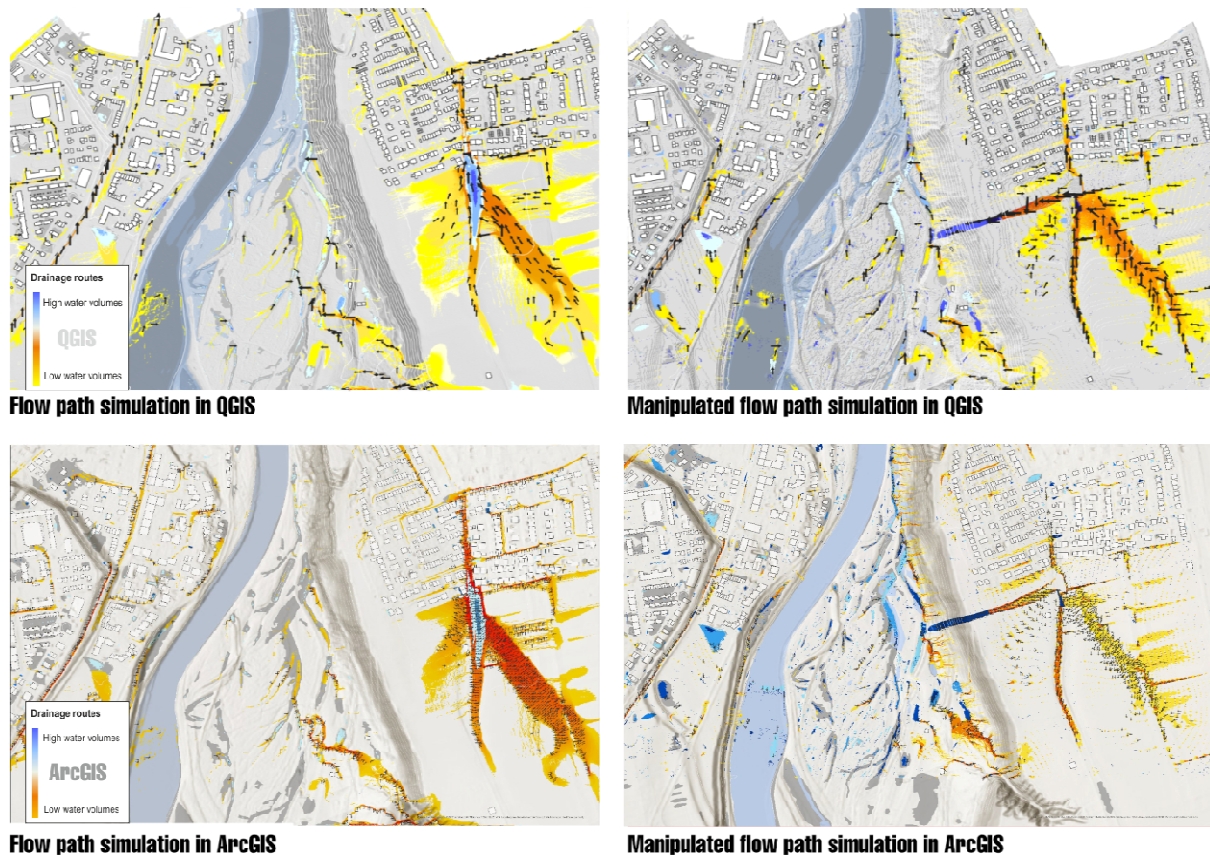 Drainage routes
High water volumes
QGIS
Low water volumes
Flow path simulation in QGIS
Manipulated flow path simulation in QGIS
Drainage routes
High water volumes
ArcGIS
Low water volumes
Flow path simulation in ArcGIS
Manipulated flow path simulation in ArcGIS